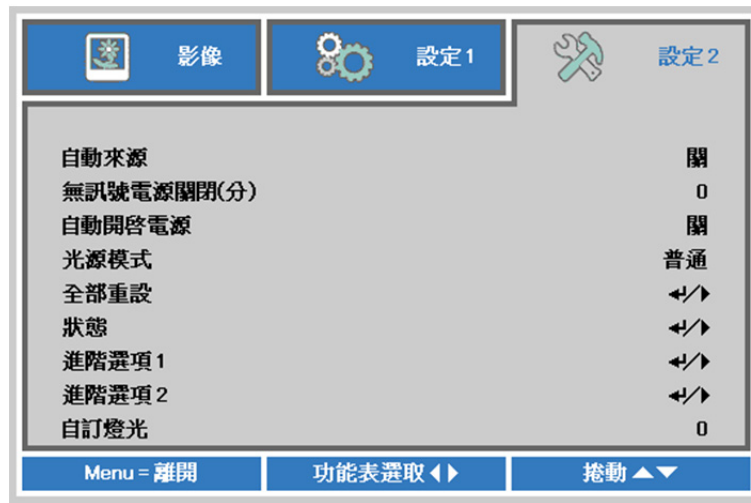 影像 設定1 設定2
自動來源 關
無訊號電源關閉(分) 0
自動開啓電源 關
光源模式 普通
全部重設 ↵/▶
狀態 ↵/▶
進階選項1 ↵/▶
進階選項2 ↵/▶
自訂燈光 0
Menu = 離開 功能表選取 ◀▶ 捲動 ▲▼